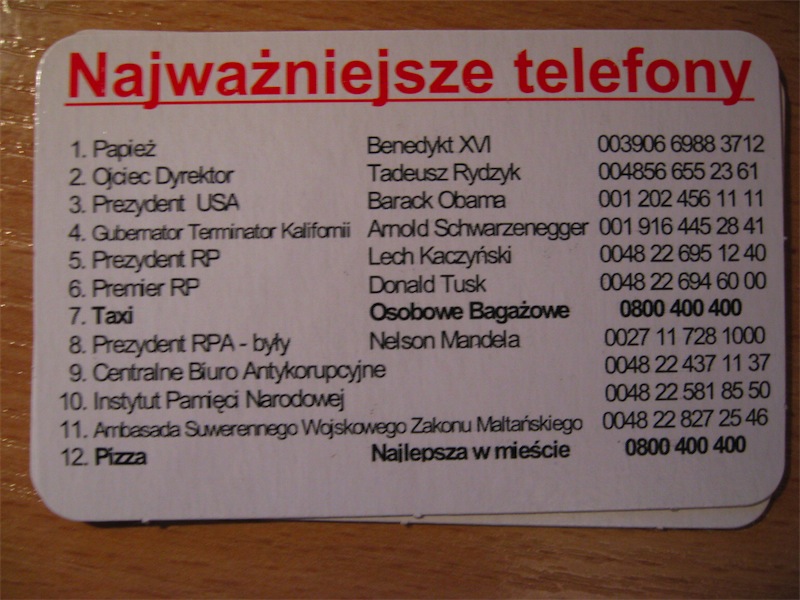 Najważniejsze telefony
1. Papież Benedykt XVI 003906 6988 3712
2. Ojciec Dyrektor Tadeusz Rydzyk 004856 655 23 61
3. Prezydent USA Barack Obama 001 202 456 11 11
4. Gubernator Terminator Kalifornii Arnold Schwarzenegger 001 916 445 28 41
5. Prezydent RP Lech Kaczyński 0048 22 695 12 40
6. Premier RP Donald Tusk 0048 22 694 60 00
7. Taxi Osobowe Bagażowe 0800 400 400
8. Prezydent RPA - były Nelson Mandela 0027 11 728 1000
9. Centralne Biuro Antykorupcyjne 0048 22 437 11 37
10. Instytut Pamięci Narodowej 0048 22 581 85 50
11. Ambasada Suwerennego Wojskowego Zakonu Maltańskiego 0048 22 827 25 46
12. Pizza Najlepsza w mieście 0800 400 400